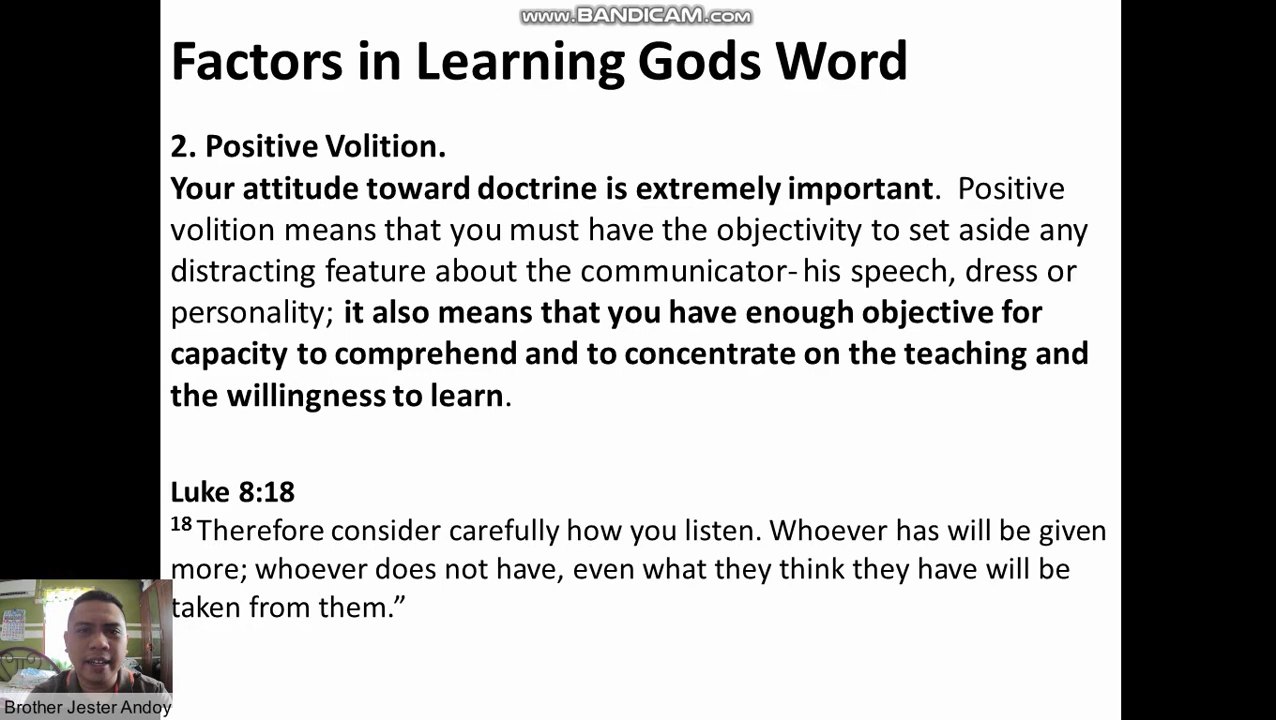 www.BANDICAM.com
Factors in Learning Gods Word
2. Positive Volition.
Your attitude toward doctrine is extremely important.  Positive
volition means that you must have the objectivity to set aside any
distracting feature about the communicator- his speech, dress or
personality; it also means that you have enough objective for
capacity to comprehend and to concentrate on the teaching and
the willingness to learn.
Luke 8:18
18 Therefore consider carefully how you listen. Whoever has will be given
more; whoever does not have, even what they think they have will be
taken from them.”
Brother Jester Andoy